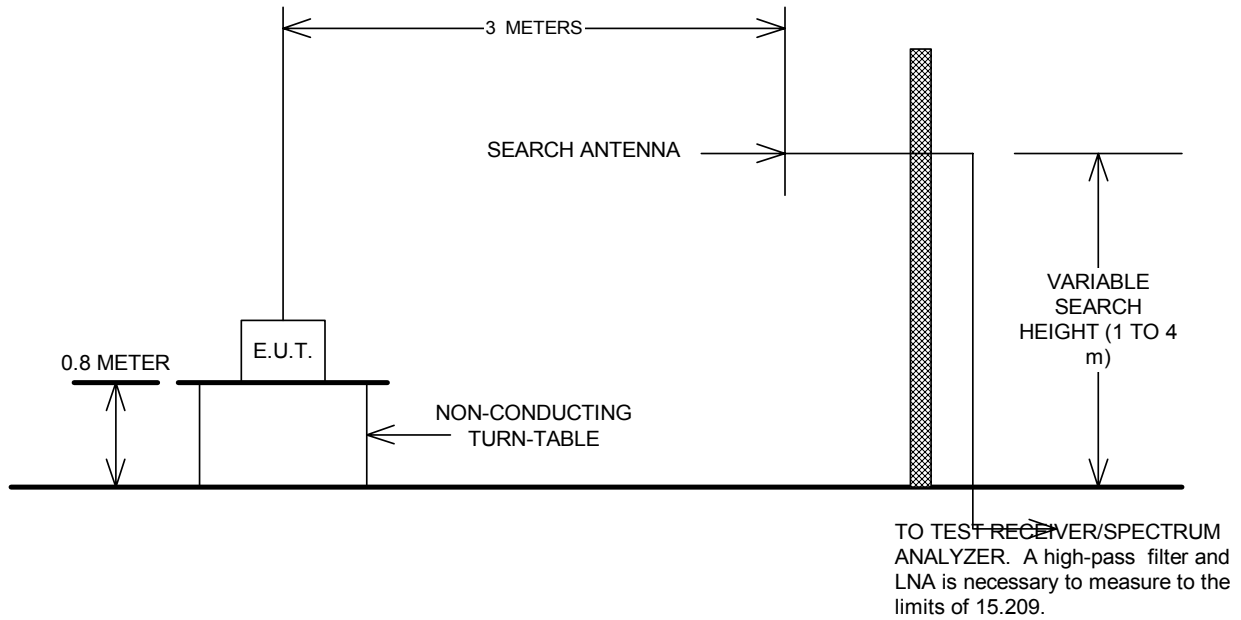 3 METERS
SEARCH ANTENNA
VARIABLE
SEARCH
HEIGHT (1 TO 4
m)
E.U.T.
0.8 METER
NON-CONDUCTING
TURN-TABLE
TO TEST RECEIVER/SPECTRUM
ANALYZER. A high-pass filter and
LNA is necessary to measure to the
limits of 15.209.